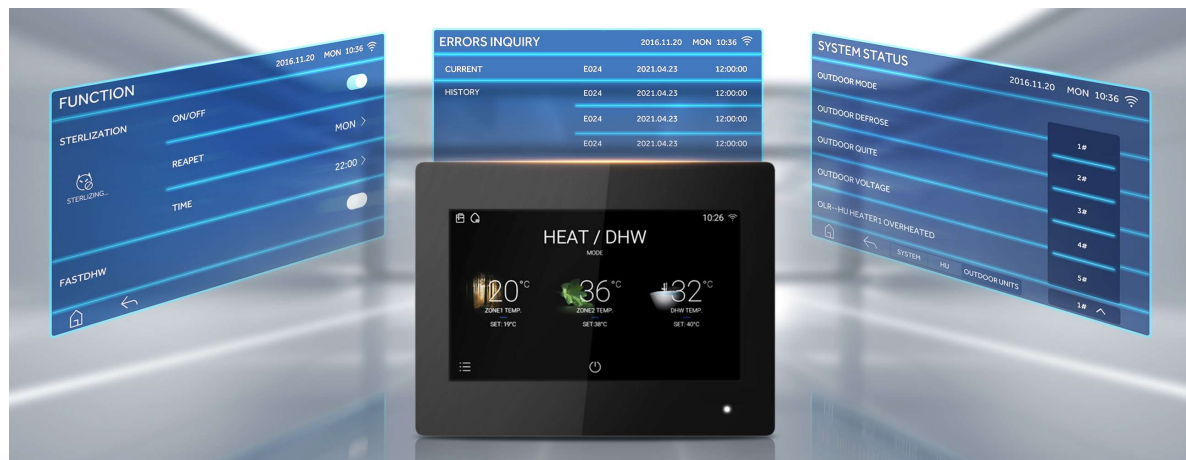 FUNCTION
2016.11.20 MON 10:36
STERLIZATION
ON/OFF
REAPET
MON >
STERLIZING...
TIME
22:00 >
FASTDHW
ERRORS INQUIRY
2016.11.20 MON 10:36
CURRENT E024 2021.04.23 12:00:00
HISTORY E024 2021.04.23 12:00:00
E024 2021.04.23 12:00:00
E024 2021.04.23 12:00:00
10:26
HEAT / DHW
MODE
20°C
ZONE1 TEMP.
SET: 19°C
36°C
ZONE2 TEMP.
SET:38°C
32°C
DHW TEMP.
SET: 40°C
SYSTEM STATUS
2016.11.20 MON 10:36
OUTDOOR MODE
OUTDOOR DEFROSE
OUTDOOR QUITE
OUTDOOR VOLTAGE
OLR--HU HEATER1 OVERHEATED
1#
2#
3#
4#
5#
SYSTEM HU OUTDOOR UNITS
1#